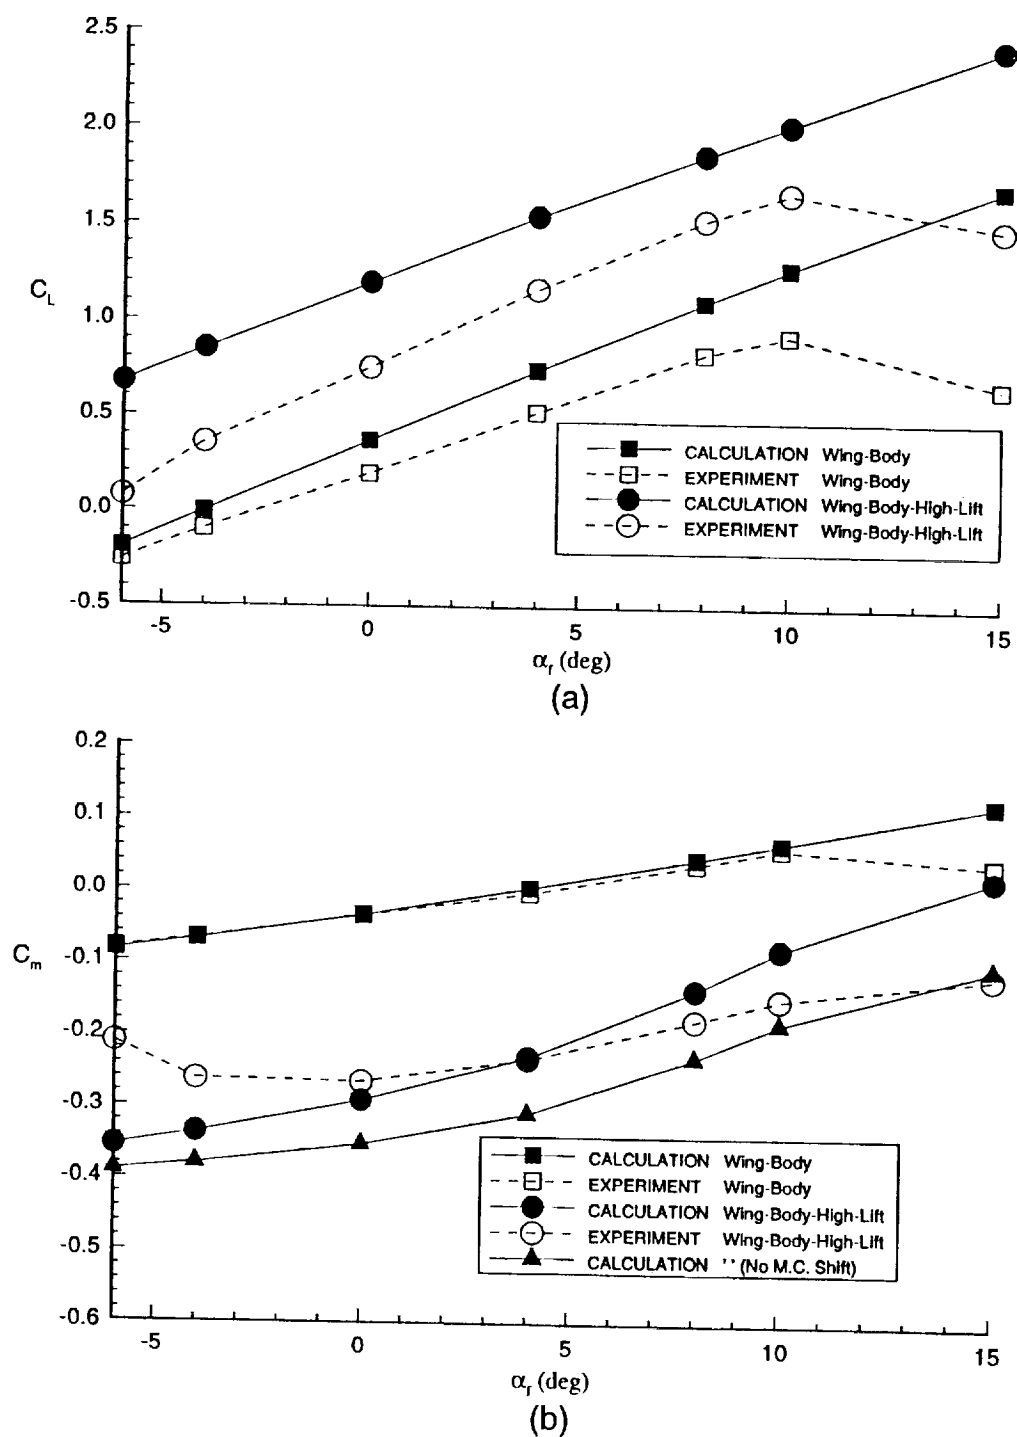 2.5
2.0
1.5
C_L
1.0
0.5
0.0
-0.5
CALCULATION Wing-Body
EXPERIMENT Wing-Body
CALCULATION Wing-Body-High-Lift
EXPERIMENT Wing-Body-High-Lift
-5 0 5 10 15
α_f (deg)
(a)
0.2
0.1
0.0
C_m
-0.1
-0.2
-0.3
-0.4
-0.5
-0.6
CALCULATION Wing-Body
EXPERIMENT Wing-Body
CALCULATION Wing-Body-High-Lift
EXPERIMENT Wing-Body-High-Lift
CALCULATION '' (No M.C. Shift)
-5 0 5 10 15
α_f (deg)
(b)